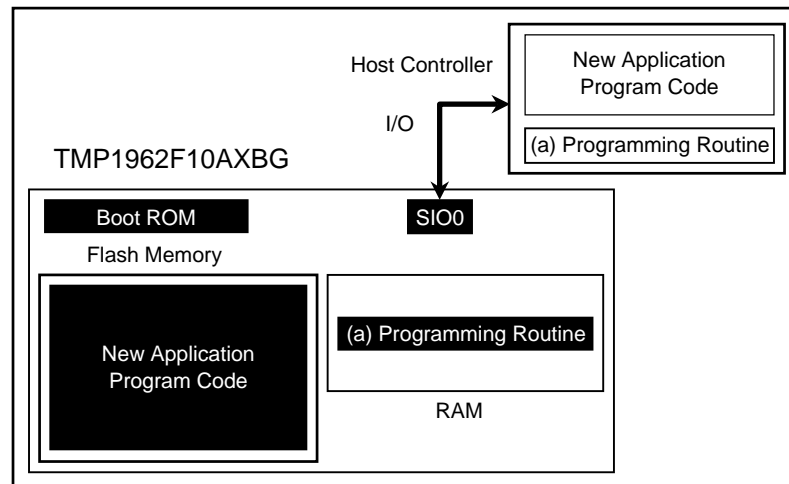 Host Controller
New Application
Program Code
(a) Programming Routine
I/O
TMP1962F10AXBG
Boot ROM
SIO0
Flash Memory
New Application
Program Code
(a) Programming Routine
RAM